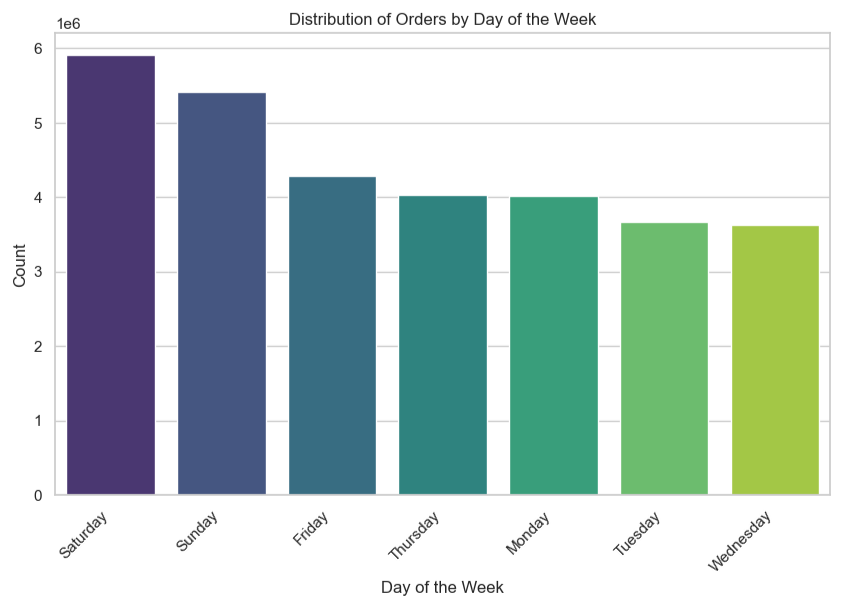 Distribution of Orders by Day of the Week
1e6
6
5
4
3
2
1
0
Count
Saturday
Sunday
Friday
Thursday
Monday
Tuesday
Wednesday
Day of the Week